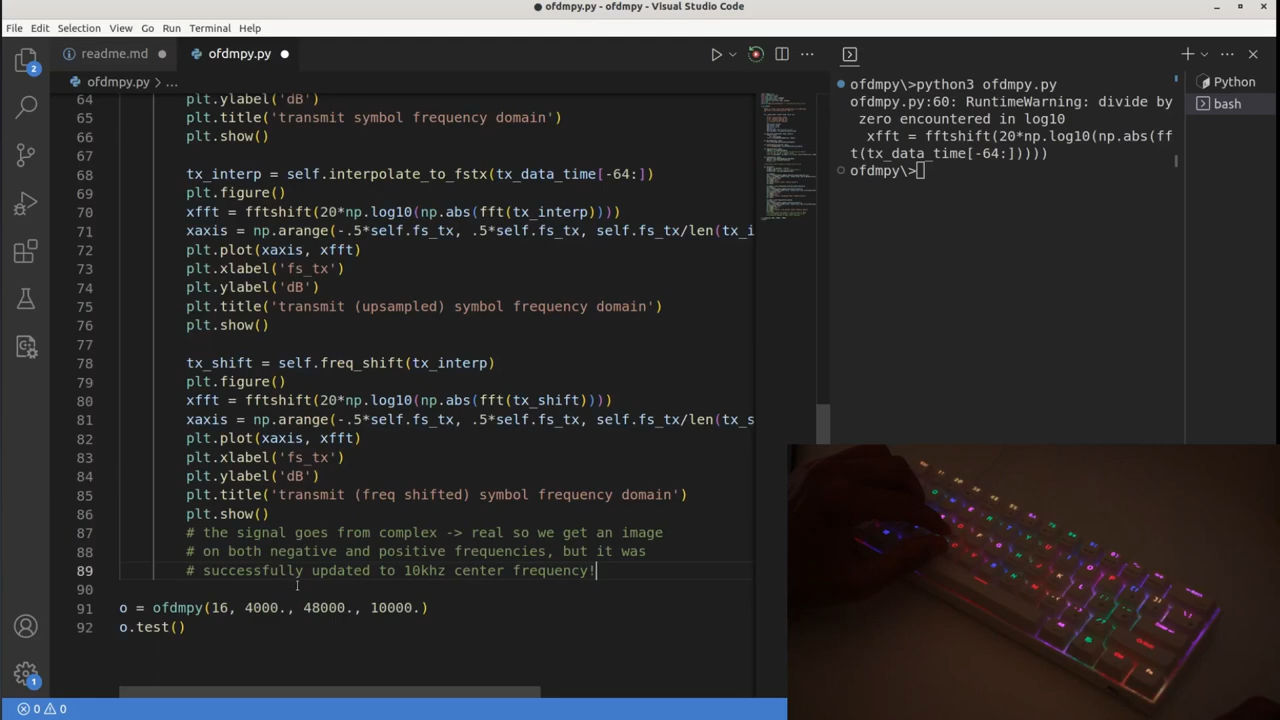 ofdmpy.py - ofdmpy - Visual Studio Code
File Edit Selection View Go Run Terminal Help
readme.md
ofdmpy.py
ofdmpy.py > ...
64 plt.ylabel('dB')
65 plt.title('transmit symbol frequency domain')
66 plt.show()
67
68 tx_interp = self.interpolate_to_fstx(tx_data_time[-64:])
69 plt.figure()
70 xfft = fftshift(20*np.log10(np.abs(fft(tx_interp))))
71 xaxis = np.arange(-.5*self.fs_tx, .5*self.fs_tx, self.fs_tx/len(tx_i
72 plt.plot(xaxis, xfft)
73 plt.xlabel('fs_tx')
74 plt.ylabel('dB')
75 plt.title('transmit (upsampled) symbol frequency domain')
76 plt.show()
77
78 tx_shift = self.freq_shift(tx_interp)
79 plt.figure()
80 xfft = fftshift(20*np.log10(np.abs(fft(tx_shift))))
81 xaxis = np.arange(-.5*self.fs_tx, .5*self.fs_tx, self.fs_tx/len(tx_s
82 plt.plot(xaxis, xfft)
83 plt.xlabel('fs_tx')
84 plt.ylabel('dB')
85 plt.title('transmit (freq shifted) symbol frequency domain')
86 plt.show()
87 # the signal goes from complex -> real so we get an image
88 # on both negative and positive frequencies, but it was
89 # successfully updated to 10khz center frequency!
90
91 o = ofdmpy(16, 4000., 48000., 10000.)
92 o.test()
2
1
0 0
ofdmpy\>python3 ofdmpy.py
ofdmpy.py:60: RuntimeWarning: divide by
zero encountered in log10
xfft = fftshift(20*np.log10(np.abs(ff
t(tx_data_time[-64:]))))
ofdmpy\>
Python
bash